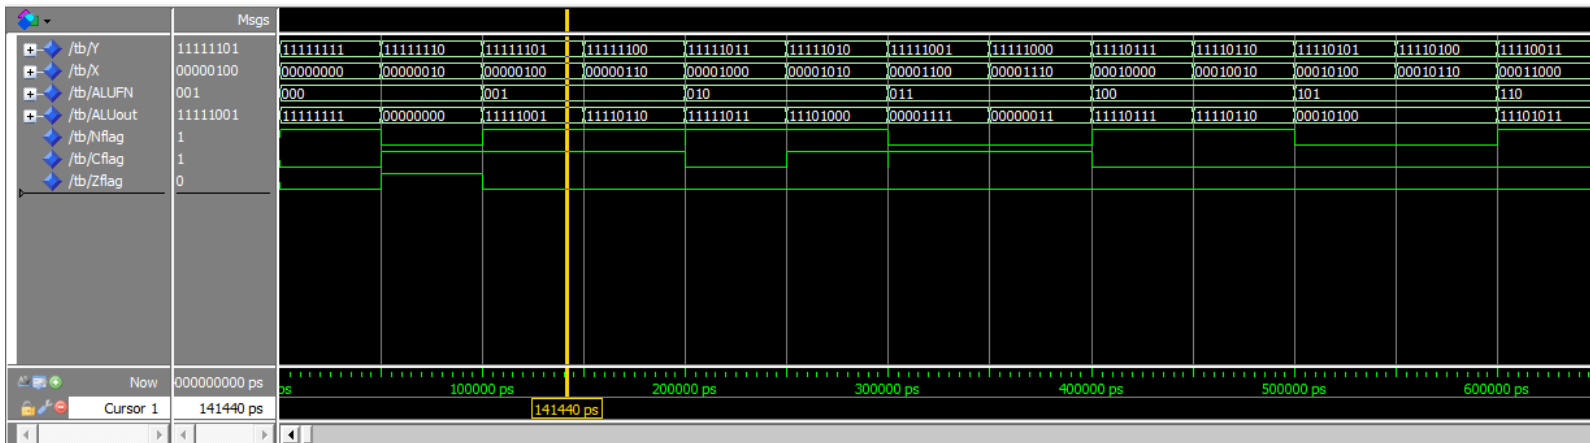 Msgs
/tb/Y 11111101 11111111 11111110 11111101 11111100 11111011 11111010 11111001 11111000 11110111 11110110 11110101 11110100 11110011
/tb/X 00000100 00000000 00000010 00000100 00000110 00001000 00001010 00001100 00001110 00010000 00010010 00010100 00010110 00011000
/tb/ALUFN 001 000 001 010 011 100 101 110
/tb/ALUout 11111001 11111111 00000000 11111001 11110110 11111011 11101000 00001111 00000011 11110111 11110110 00010100 11101011
/tb/Nflag 1
/tb/Cflag 1
/tb/Zflag 0
Now 000000000 ps ps 100000 ps 200000 ps 300000 ps 400000 ps 500000 ps 600000 ps
Cursor 1 141440 ps 141440 ps